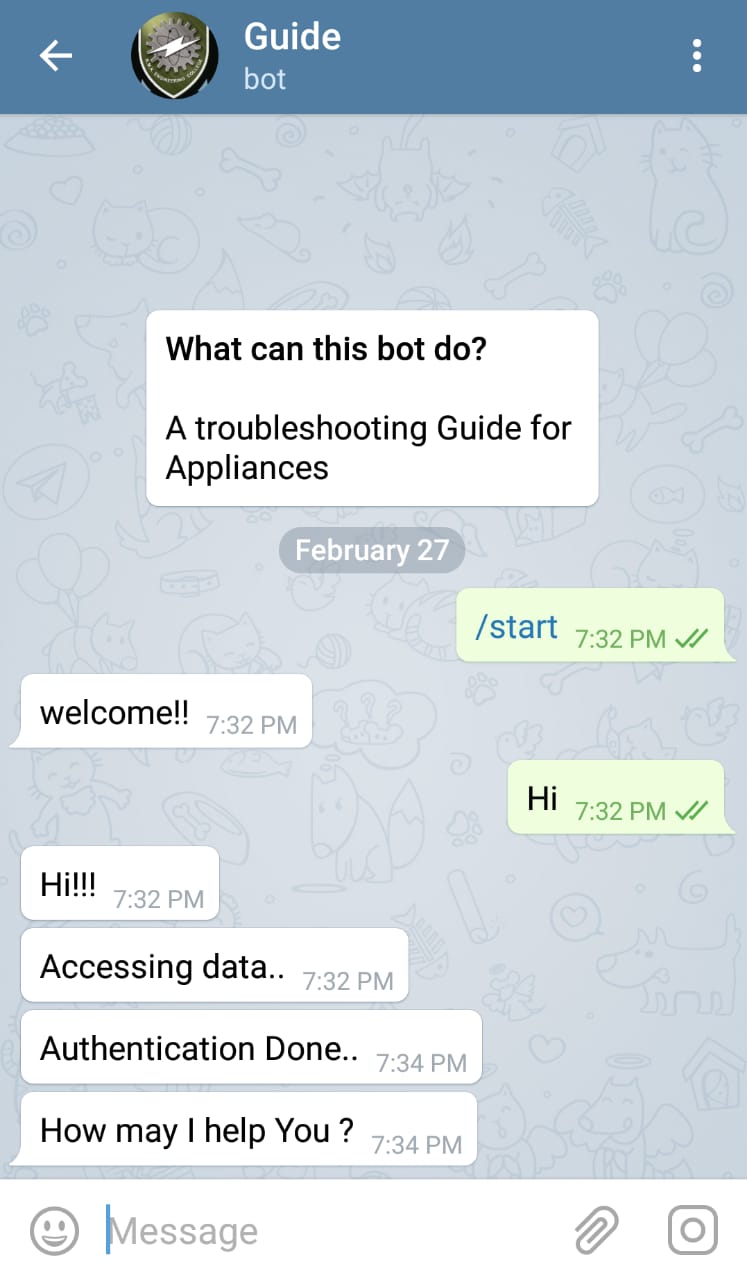 Guide
bot
What can this bot do?
A troubleshooting Guide for
Appliances
February 27
/start 7:32 PM
welcome!! 7:32 PM
Hi 7:32 PM
Hi!!! 7:32 PM
Accessing data.. 7:32 PM
Authentication Done.. 7:34 PM
How may I help You ? 7:34 PM
Message